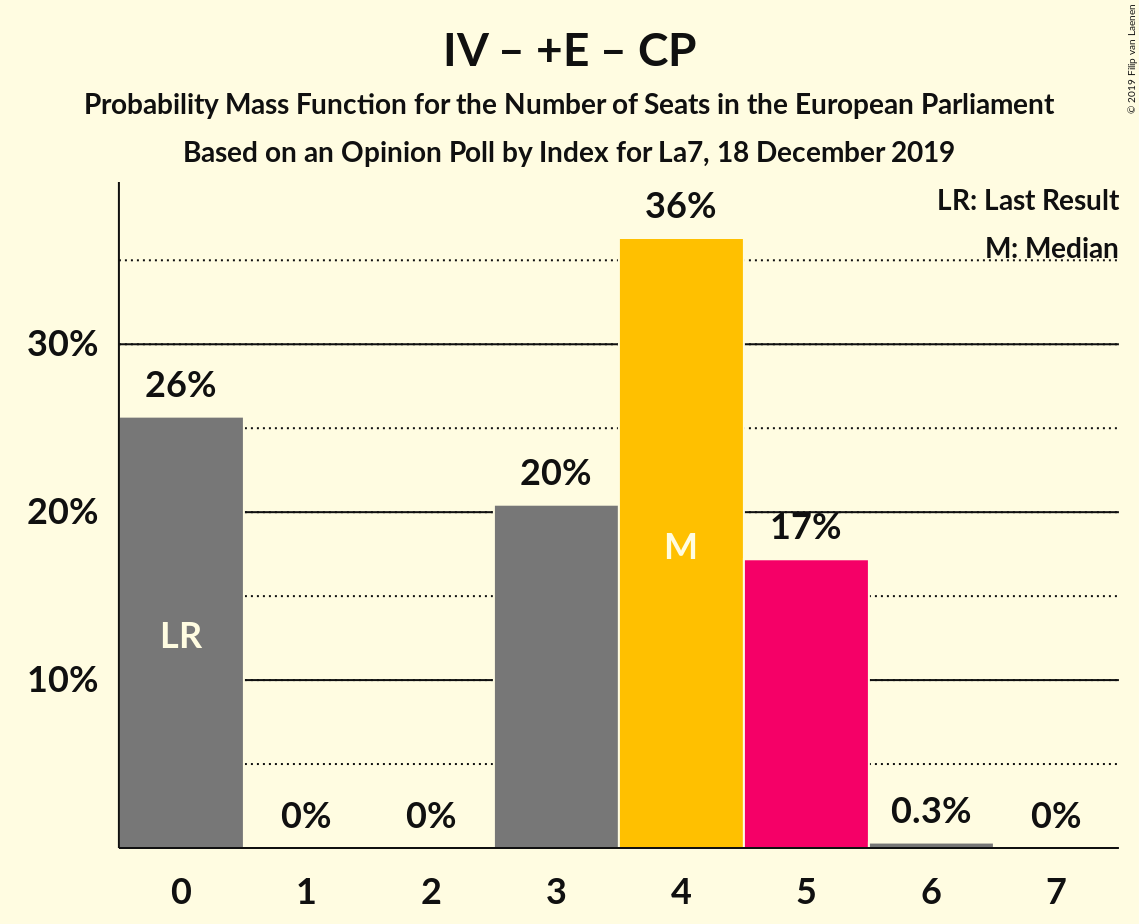 IV – +E – CP
Probability Mass Function for the Number of Seats in the European Parliament
Based on an Opinion Poll by Index for La7, 18 December 2019
© 2019 Filip van Laenen
LR: Last Result
M: Median
36%
30%
26%
20%
20%
17%
M
LR
10%
0%
0%
0.3%
0%
0
1
2
3
4
5
6
7